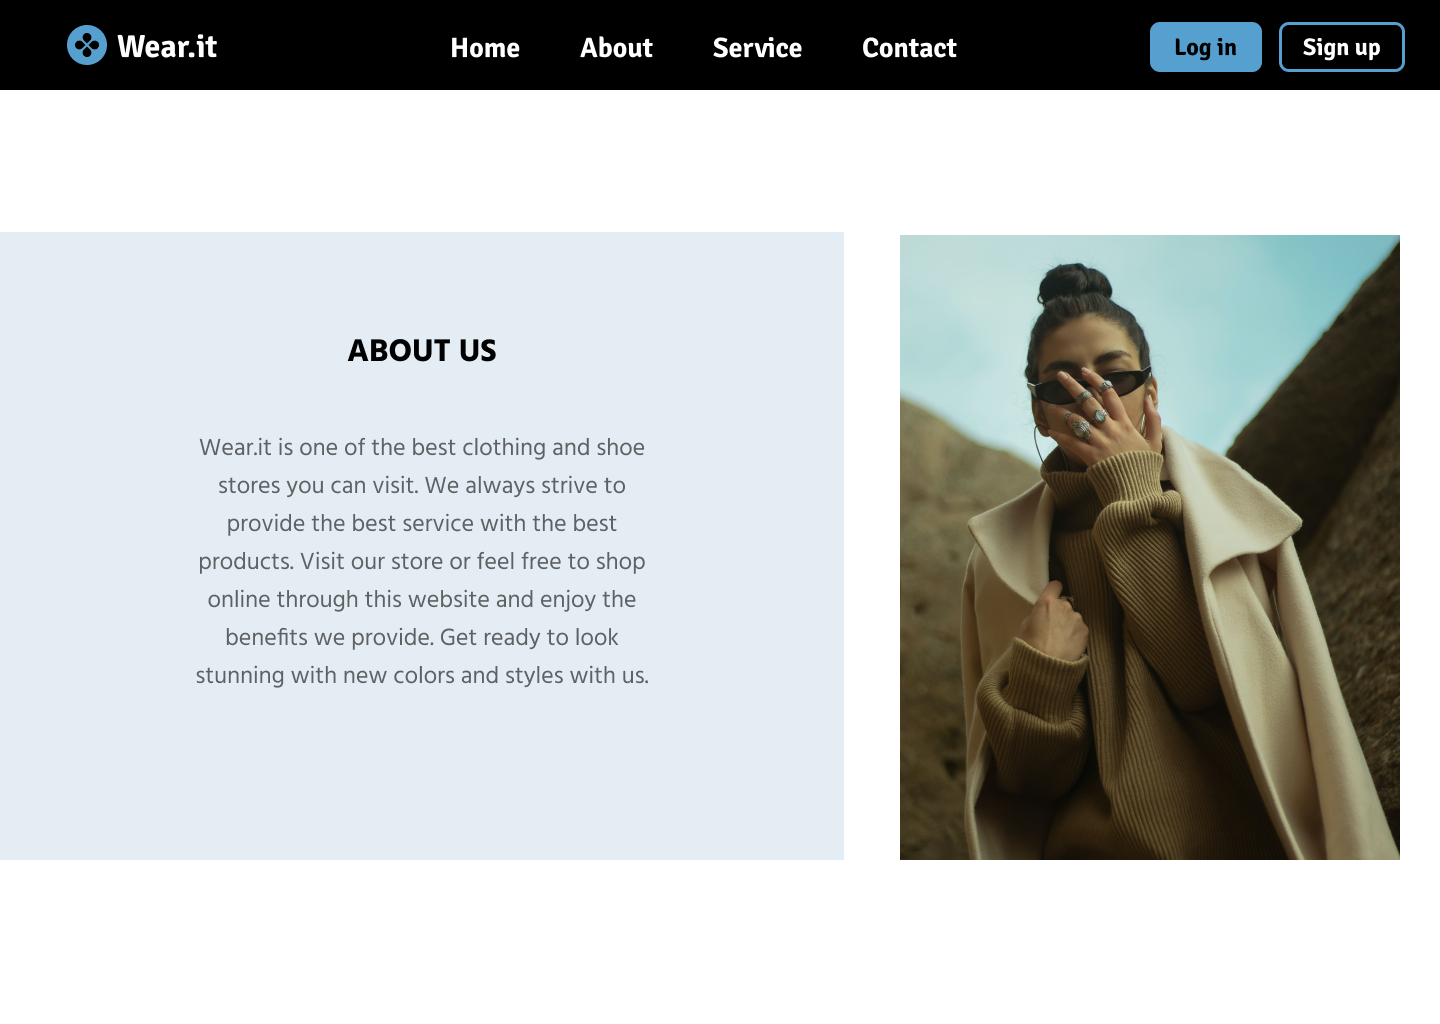 Wear.it
Home About Service Contact
Log in Sign up
ABOUT US
Wear.it is one of the best clothing and shoe
stores you can visit. We always strive to
provide the best service with the best
products. Visit our store or feel free to shop
online through this website and enjoy the
benefits we provide. Get ready to look
stunning with new colors and styles with us.